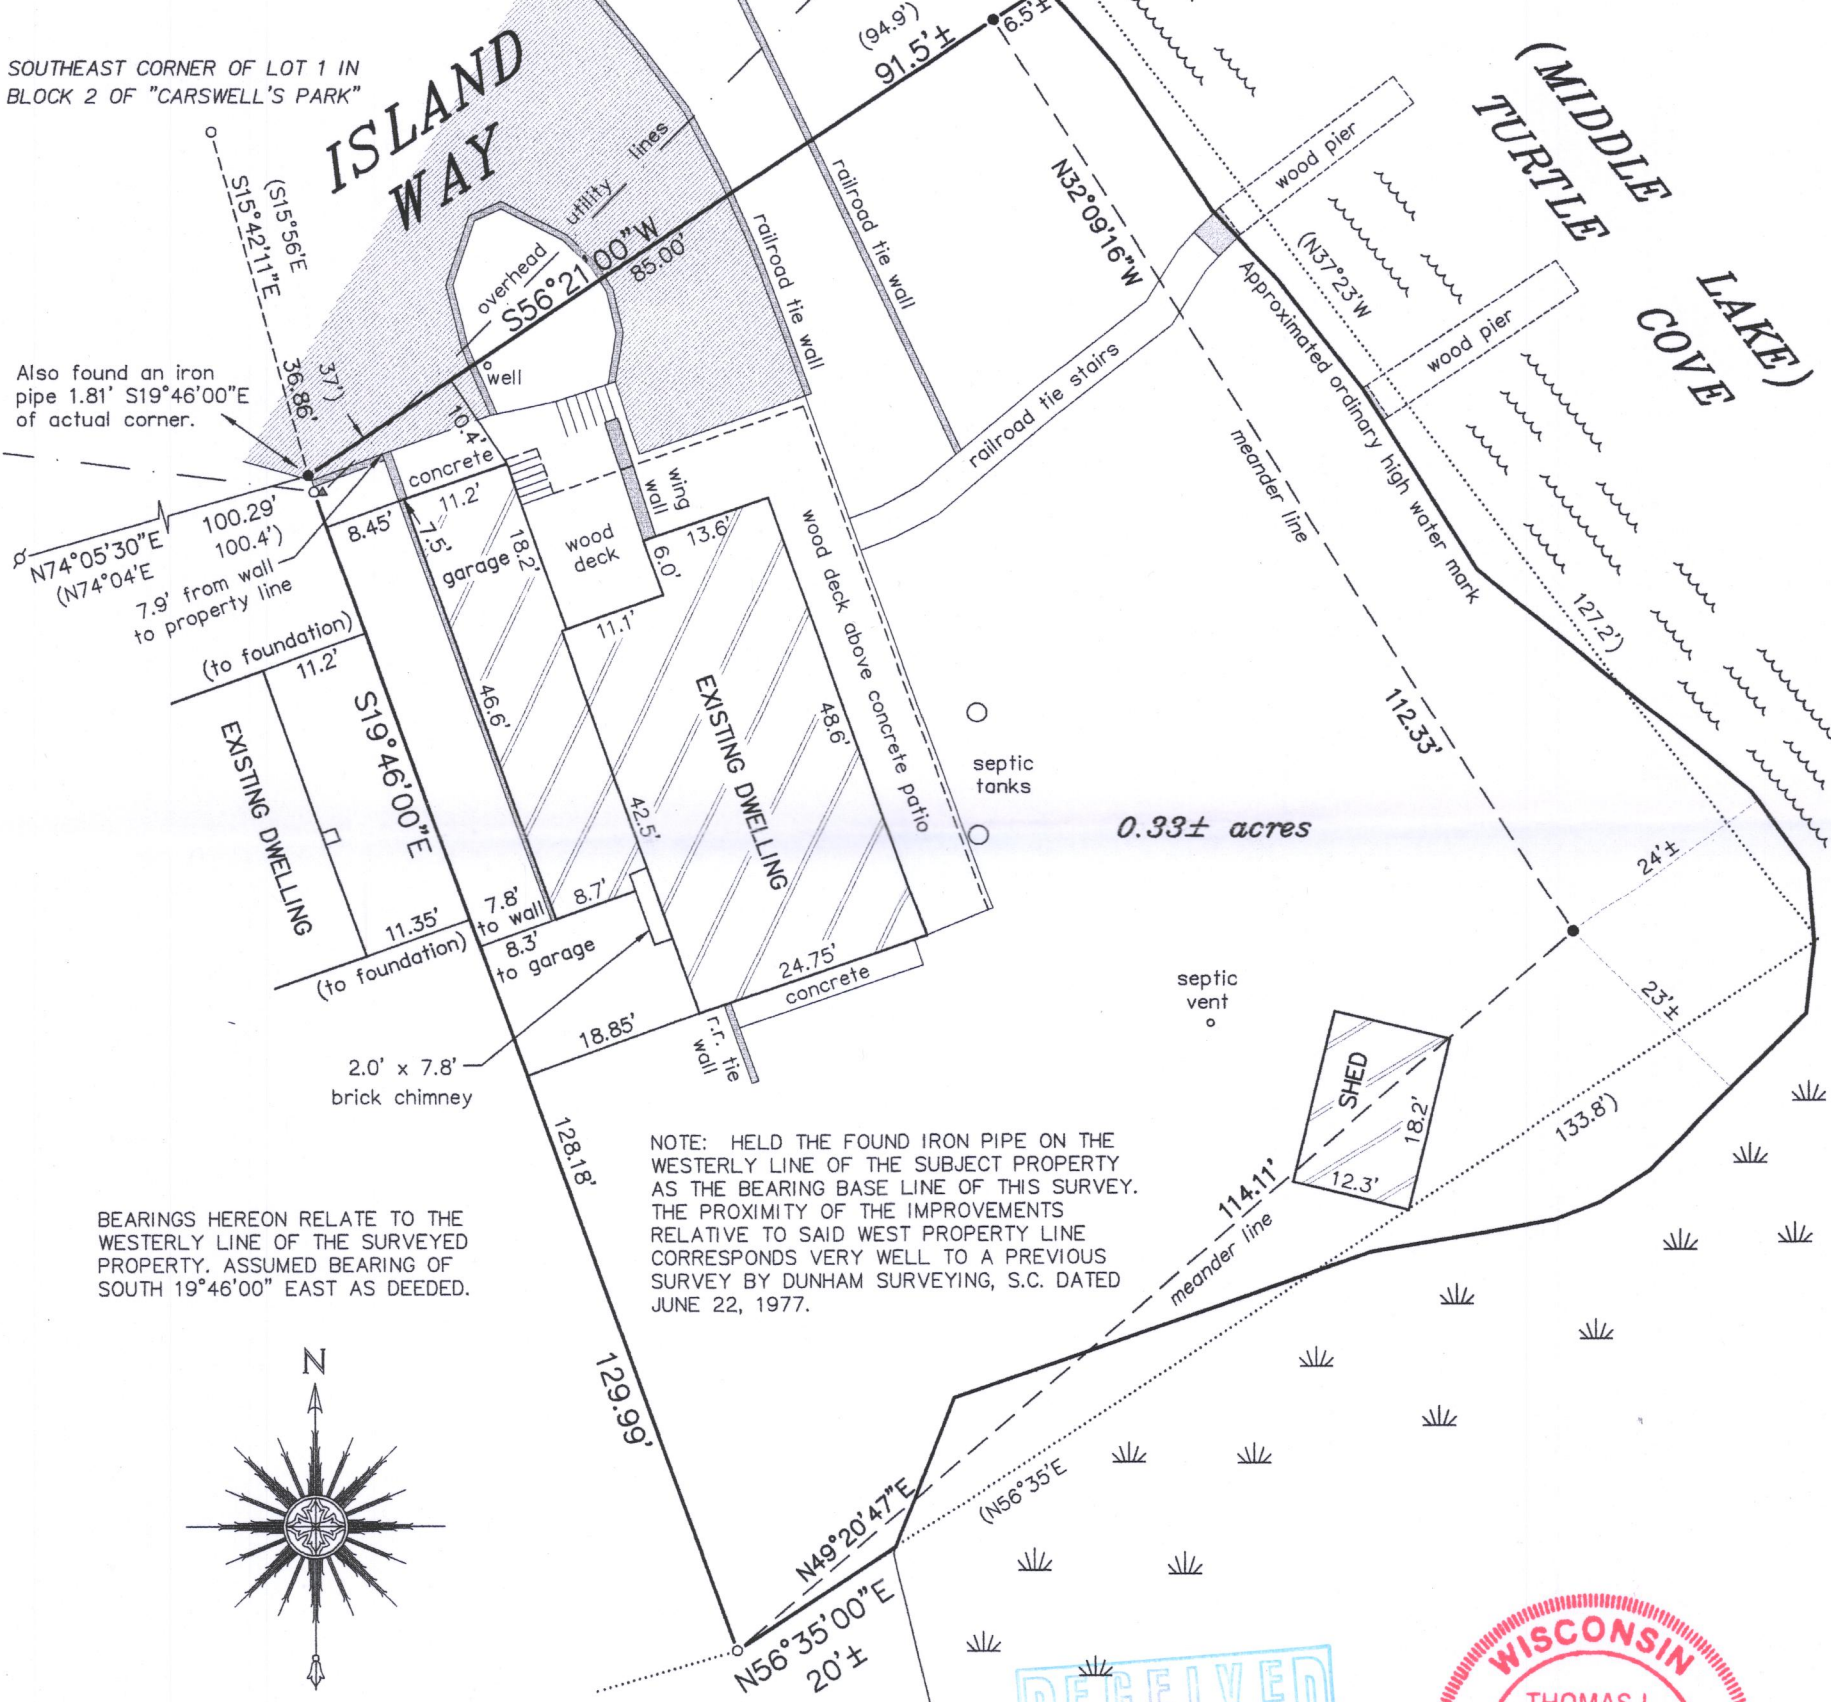 SOUTHEAST CORNER OF LOT 1 IN
BLOCK 2 OF "CARSWELL'S PARK"
ISLAND
WAY
(94.9')
91.5'±
6.5'±
(MIDDLE
TURTLE
LAKE)
COVE
S15°42'11"E
(S15°56'E
36.86'
37')
overhead
utility
lines
S56°21'00"W
85.00'
railroad tie wall
railroad tie wall
N32°09'16"W
wood pier
wood pier
(N37°23'W
127.2')
Approximated ordinary high water mark
railroad tie stairs
meander line
112.33'
Also found an iron
pipe 1.81' S19°46'00"E
of actual corner.
well
10.4'
concrete
11.2'
8.45'
7.5'
garage
18.2'
wood
deck
wing
wall
6.0'
13.6'
11.1'
wood deck above concrete patio
100.29'
100.4')
N74°05'30"E
(N74°04'E
7.9' from wall
to property line
(to foundation)
11.2'
S19°46'00"E
EXISTING DWELLING
46.6'
42.5'
EXISTING DWELLING
48.6'
septic
tanks
0.33± acres
24'±
23'±
11.35'
(to foundation)
7.8'
to wall
8.3'
to garage
8.7'
24.75'
concrete
18.85'
r.r. tie
wall
2.0' x 7.8'
brick chimney
septic
vent
SHED
18.2'
12.3'
133.8')
128.18'
129.99'
NOTE: HELD THE FOUND IRON PIPE ON THE
WESTERLY LINE OF THE SUBJECT PROPERTY
AS THE BEARING BASE LINE OF THIS SURVEY.
THE PROXIMITY OF THE IMPROVEMENTS
RELATIVE TO SAID WEST PROPERTY LINE
CORRESPONDS VERY WELL TO A PREVIOUS
SURVEY BY DUNHAM SURVEYING, S.C. DATED
JUNE 22, 1977.
114.11'
meander line
BEARINGS HEREON RELATE TO THE
WESTERLY LINE OF THE SURVEYED
PROPERTY. ASSUMED BEARING OF
SOUTH 19°46'00" EAST AS DEEDED.
N
N49°20'47"E
(N56°35'E
N56°35'00"E
20'±
RECEIVED
WISCONSIN
THOMAS J.